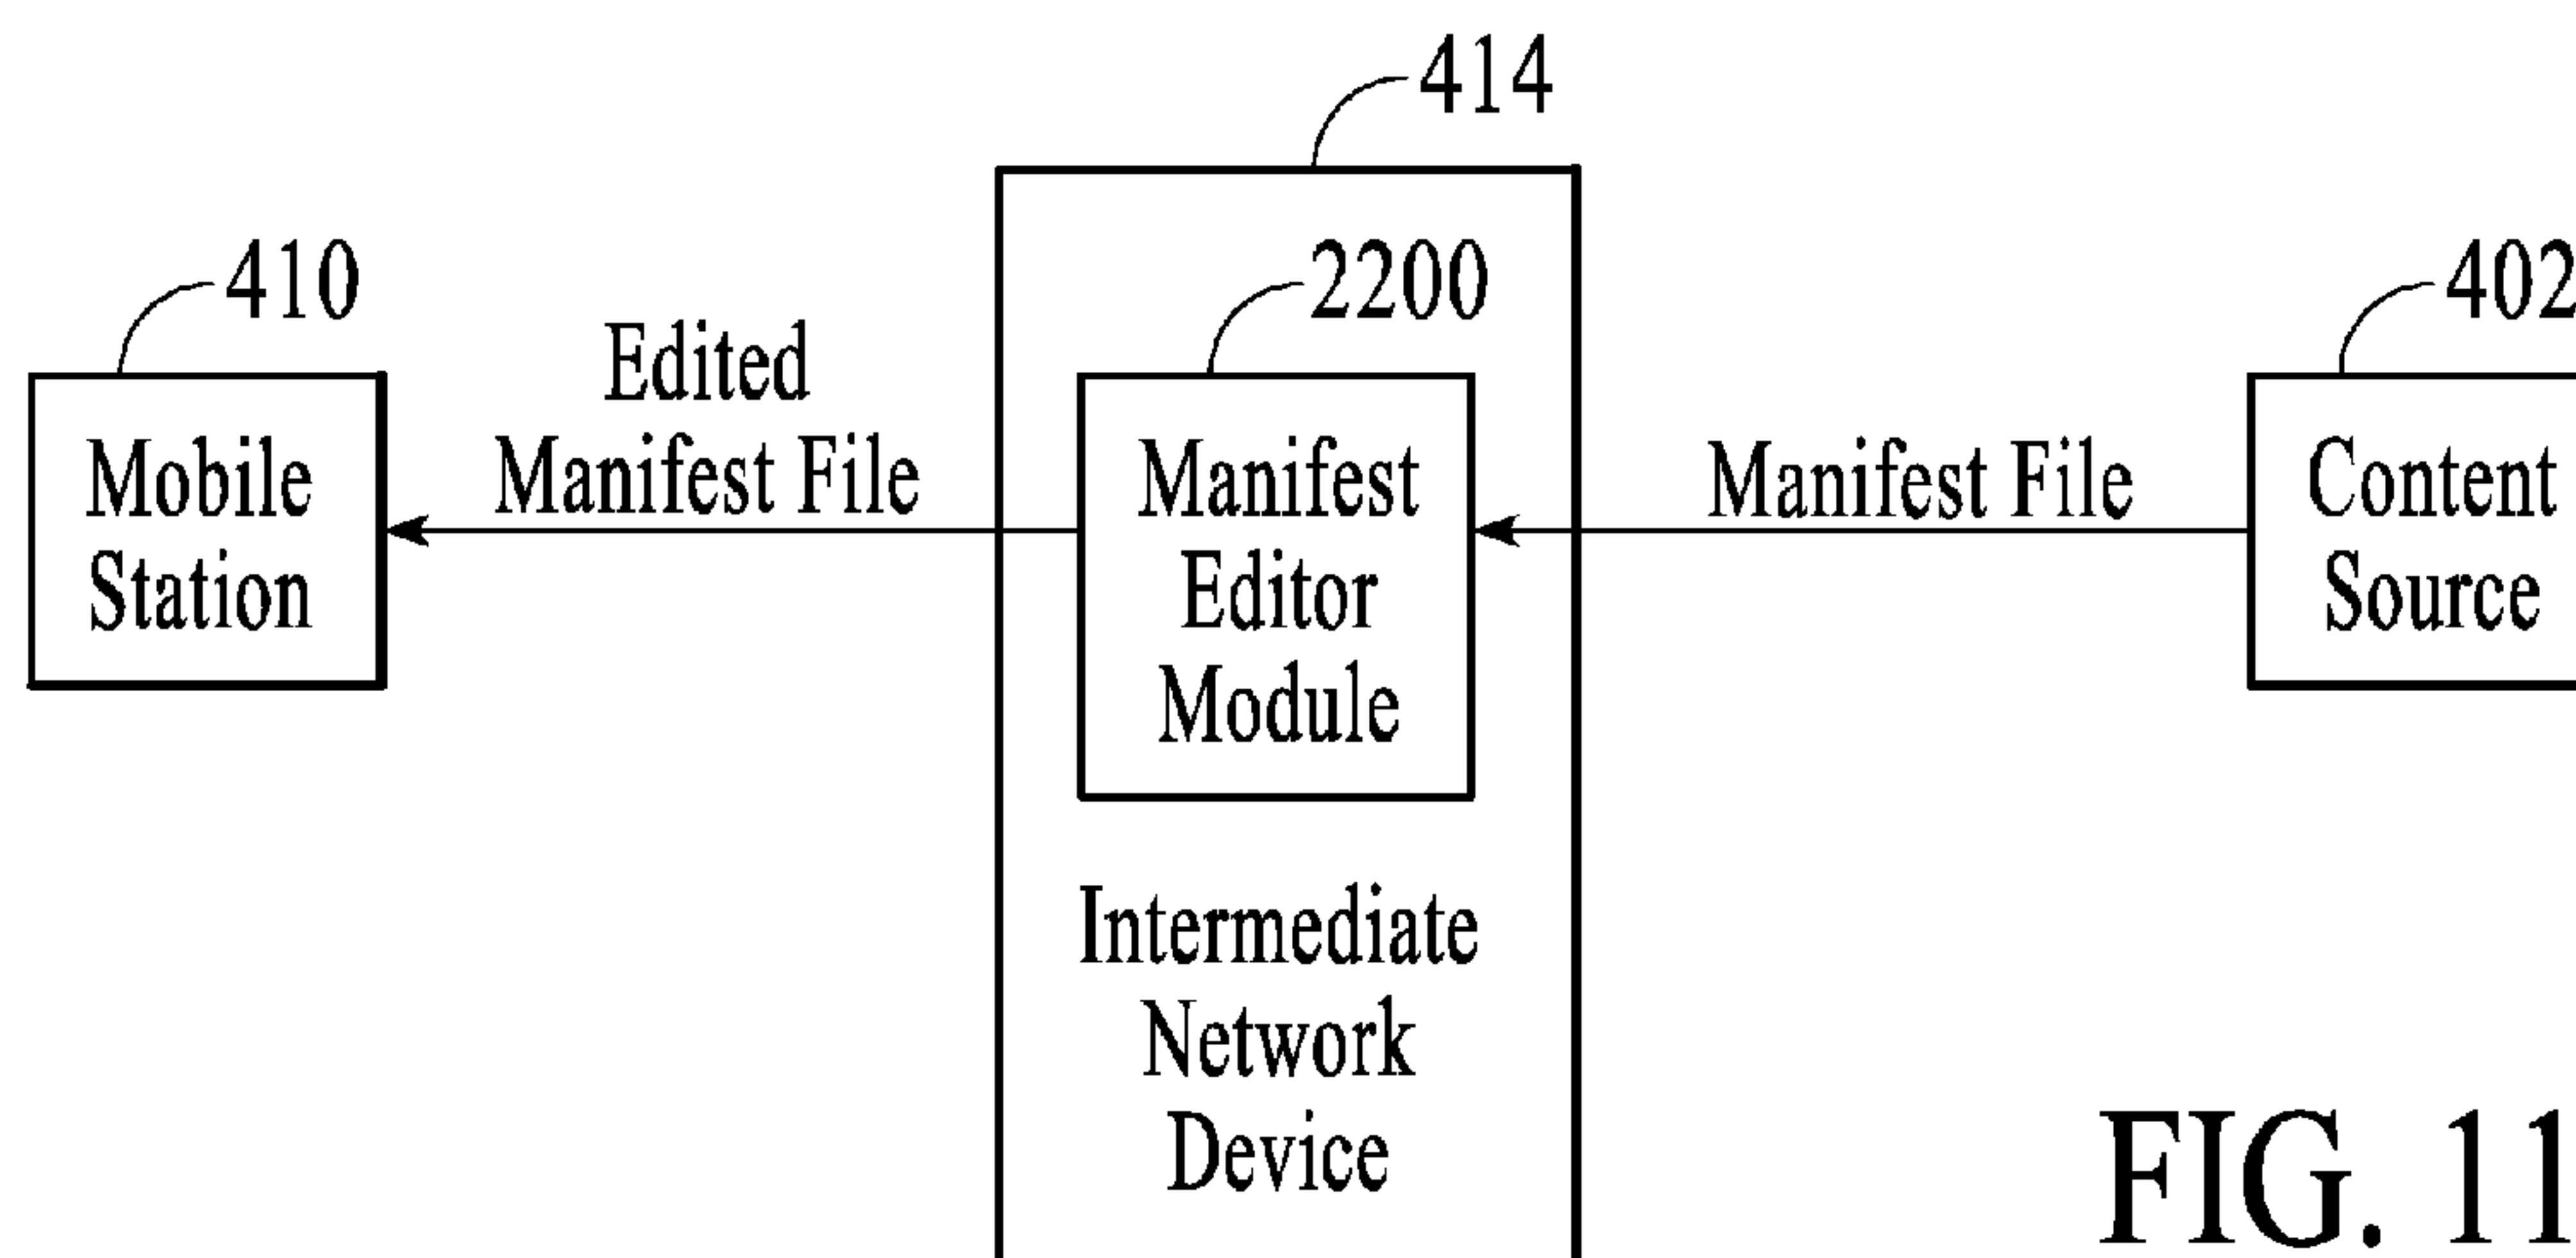 414
2200
410
402
Edited
Manifest File
Mobile
Station
Manifest
Editor
Module
Manifest File
Content
Source
Intermediate
Network
Device
FIG. 11